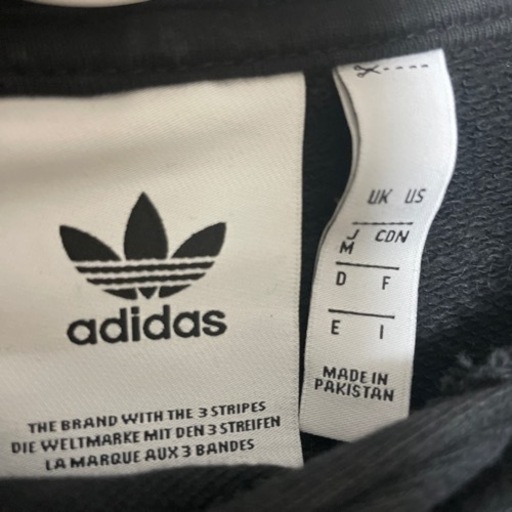 adidas
THE BRAND WITH THE 3 STRIPES
DIE WELTMARKE MIT DEN 3 STREIFEN
LA MARQUE AUX 3 BANDES
UK US
J CDN
M
D F
E I
MADE IN
PAKISTAN